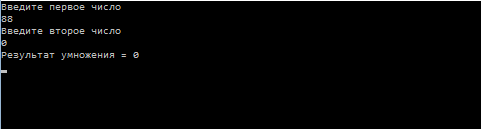 Введите первое число
88
Введите второе число
0
Результат умножения = 0